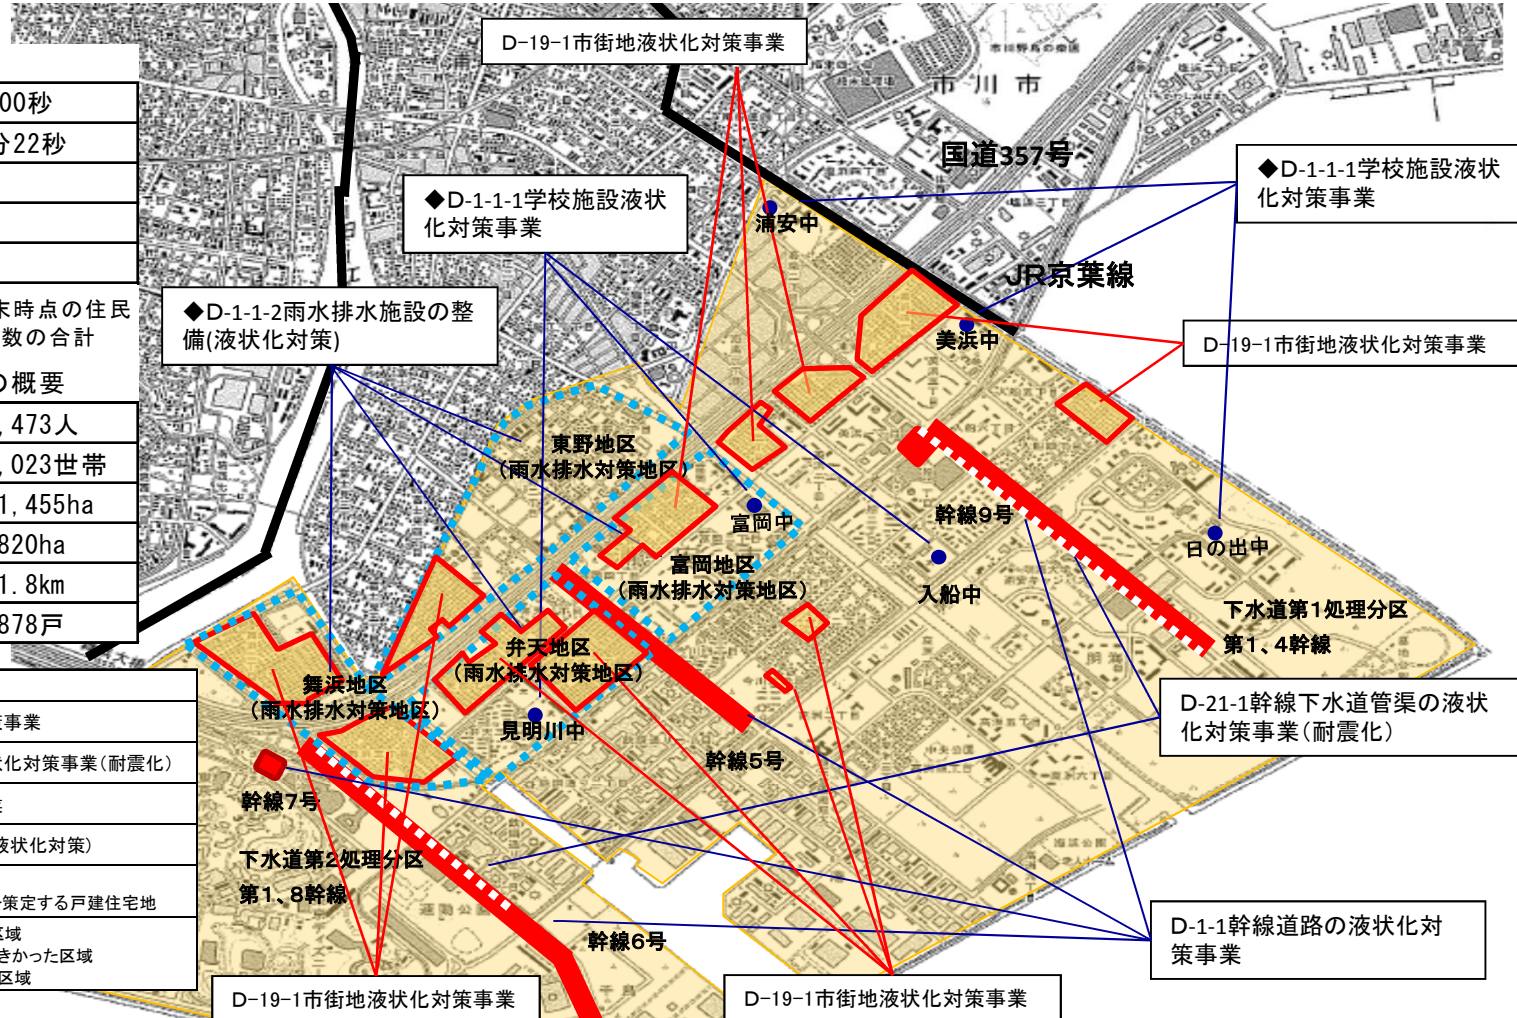 D-19-1市街地液状化対策事業
市川市
国道357号
◆D-1-1-1学校施設液状
化対策事業
◆D-1-1-1学校施設液状
化対策事業
浦安中
JR京葉線
◆D-1-1-2雨水排水施設の整
備(液状化対策)
美浜中
D-19-1市街地液状化対策事業
00秒
分22秒
末時点の住民
数の合計
の概要
,473人
,023世帯
1,455ha
820ha
1.8km
878戸
東野地区
(雨水排水対策地区)
富岡中
幹線9号
日の出中
富岡地区
(雨水排水対策地区)
入船中
下水道第1処理分区
第1、4幹線
弁天地区
(雨水排水対策地区)
舞浜地区
(雨水排水対策地区)
見明川中
D-21-1幹線下水道管渠の液状
化対策事業(耐震化)
幹線5号
幹線7号
策事業
状化対策事業(耐震化)
液状化対策)
策定する戸建住宅地
区域
きかった区域
区域
下水道第2処理分区
第1、8幹線
運動公園
幹線6号
D-1-1幹線道路の液状化対
策事業
D-19-1市街地液状化対策事業
D-19-1市街地液状化対策事業
千鳥